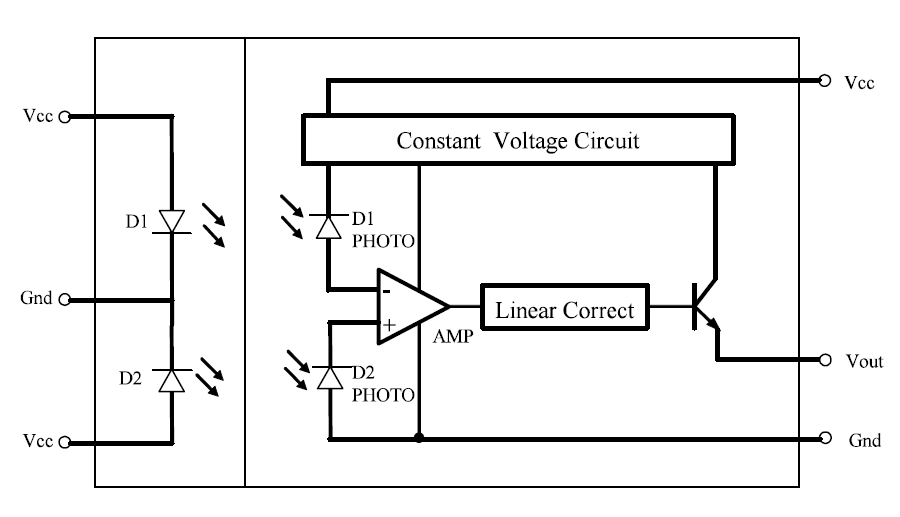 Vcc
Vcc
Constant Voltage Circuit
D1
D1
PHOTO
Gnd
-
Linear Correct
+
AMP
D2
D2
PHOTO
Vout
Vcc
Gnd